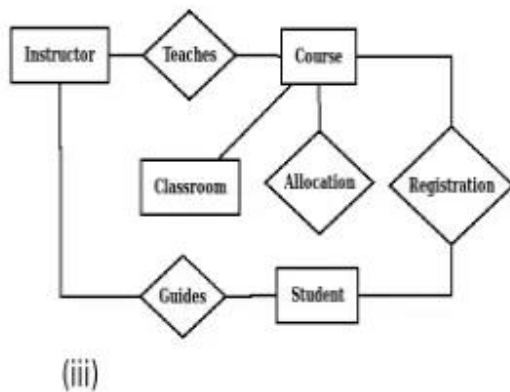 Instructor
Teaches
Course
Classroom
Allocation
Registration
Guides
Student
(iii)